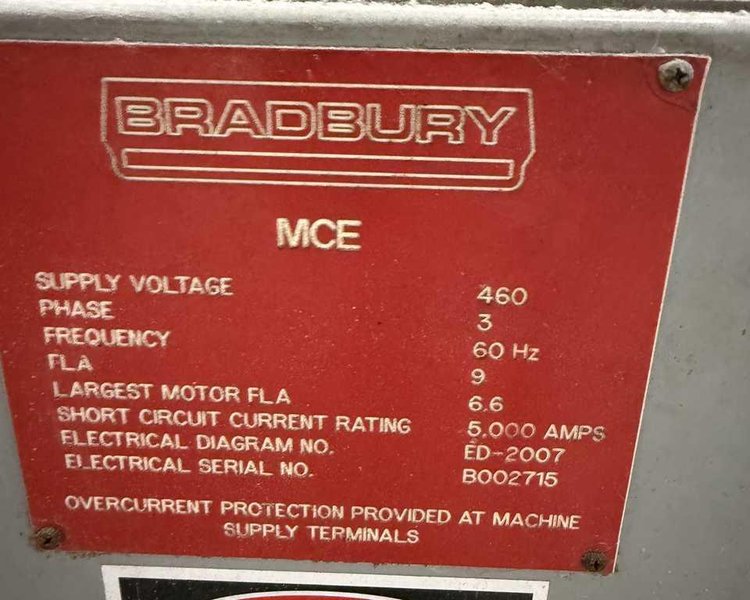 BRADBURY
MCE
SUPPLY VOLTAGE 460
PHASE 3
FREQUENCY 60 Hz
FLA 9
LARGEST MOTOR FLA 6.6
SHORT CIRCUIT CURRENT RATING 5,000 AMPS
ELECTRICAL DIAGRAM NO. ED-2007
ELECTRICAL SERIAL NO. B002715
OVERCURRENT PROTECTION PROVIDED AT MACHINE
SUPPLY TERMINALS